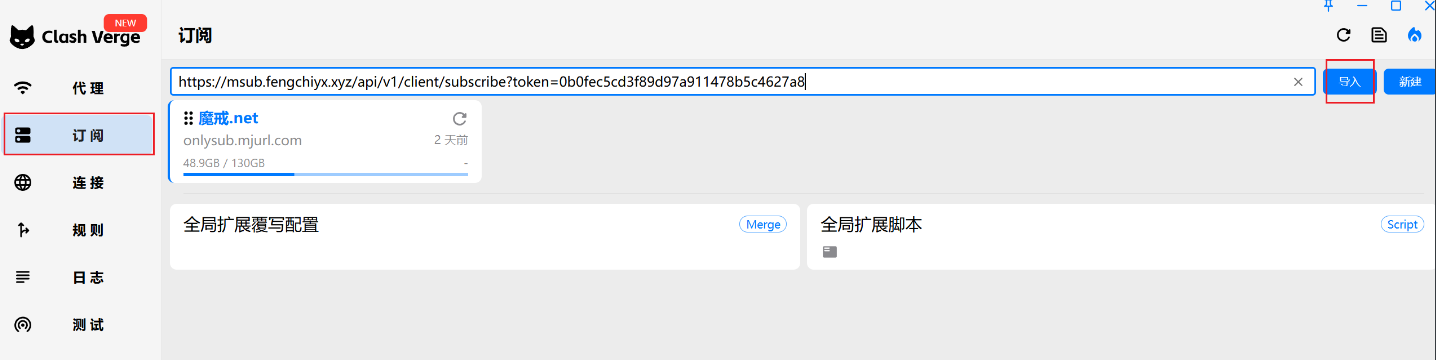 NEW
Clash Verge
订阅
代理
订阅
连接
规则
日志
测试
https://msub.fengchiyx.xyz/api/v1/client/subscribe?token=0b0fec5cd3f89d97a911478b5c4627a8
导入
新建
魔戒.net
onlysub.mjurl.com
2 天前
48.9GB / 130GB
-
全局扩展覆写配置
Merge
全局扩展脚本
Script